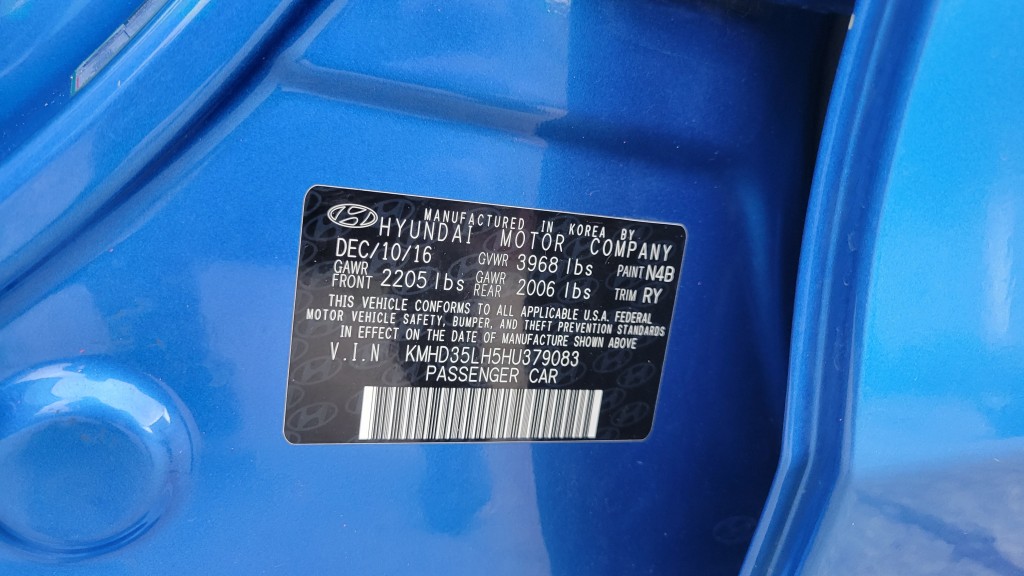 MANUFACTURED IN KOREA BY
HYUNDAI MOTOR COMPANY
DEC/10/16 GVWR 3968 lbs PAINT N4B
GAWR FRONT 2205 lbs GAWR REAR 2006 lbs TRIM RY
THIS VEHICLE CONFORMS TO ALL APPLICABLE U.S.A. FEDERAL
MOTOR VEHICLE SAFETY, BUMPER, AND THEFT PREVENTION STANDARDS
IN EFFECT ON THE DATE OF MANUFACTURE SHOWN ABOVE
V.I.N KMHD35LH5HU379083
PASSENGER CAR